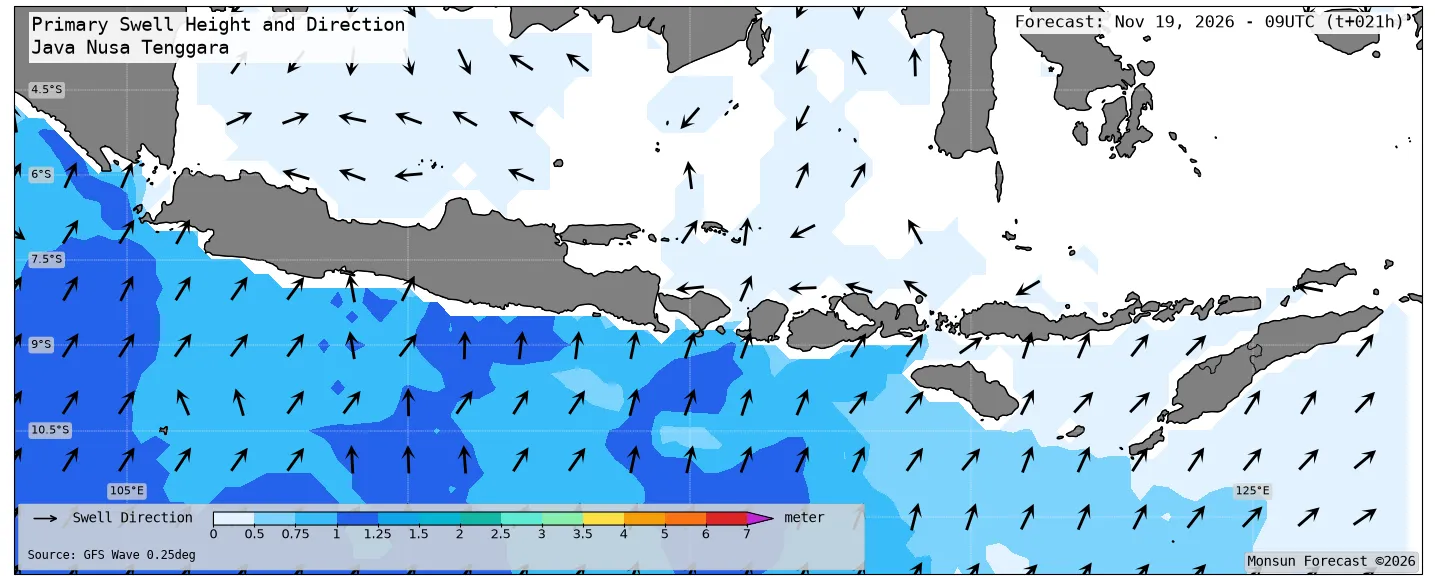 Primary Swell Height and Direction
Java Nusa Tenggara
Forecast: Nov 19, 2026 - 09UTC (t+021h)
4.5°S
6°S
7.5°S
9°S
10.5°S
105°E
125°E
Swell Direction
0 0.5 0.75 1 1.25 1.5 2 2.5 3 3.5 4 5 6 7
meter
Source: GFS Wave 0.25deg
Monsun Forecast ©2026